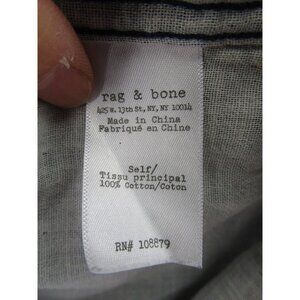 rag & bone
425 W. 13th St, NY, NY 10014
Made in China
Fabriqué en Chine
Self/
Tissu principal
100% Cotton/Coton
RN# 108879